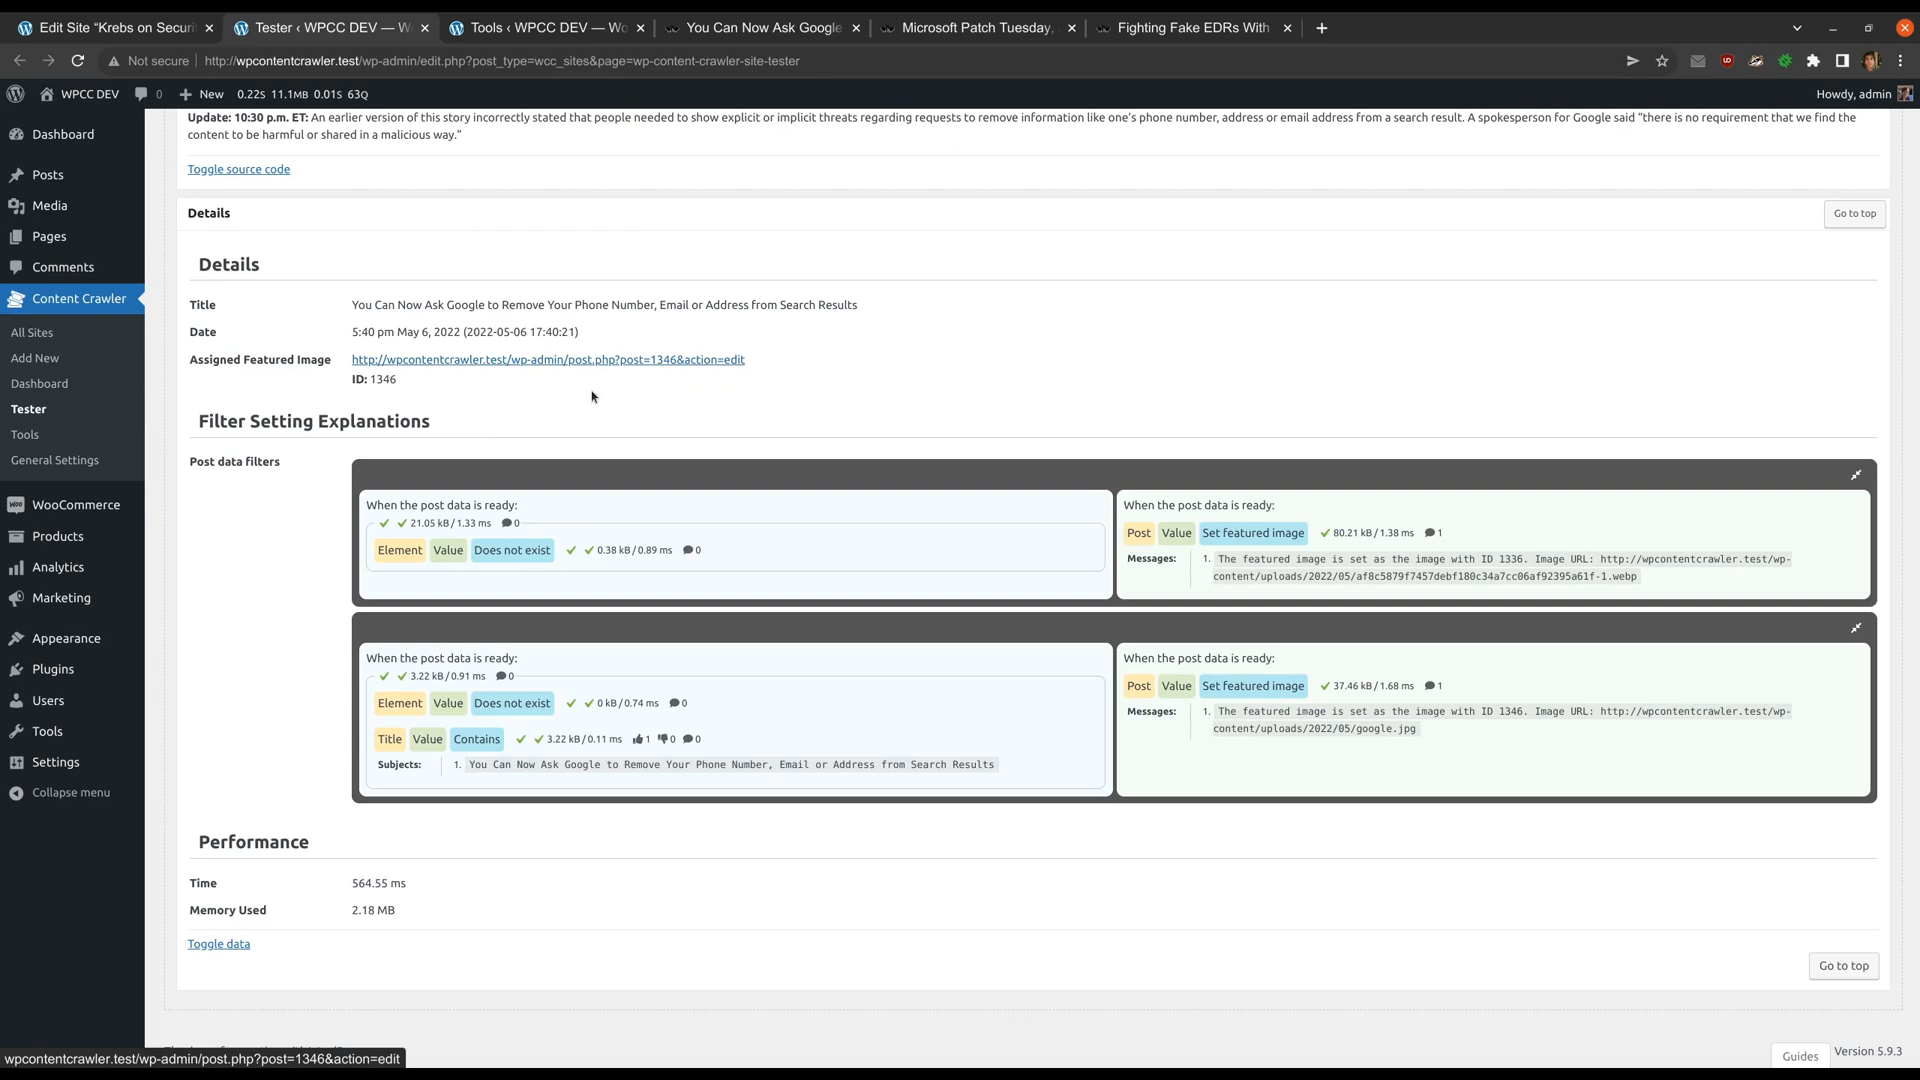 Edit Site “Krebs on Securi
Tester ‹ WPCC DEV — W
Tools ‹ WPCC DEV — Wo
You Can Now Ask Google
Microsoft Patch Tuesday,
Fighting Fake EDRs With
Not secure
http://wpcontentcrawler.test/wp-admin/edit.php?post_type=wcc_sites&page=wp-content-crawler-site-tester
WPCC DEV
0
New
0.22S 11.1MB 0.01S 63Q
Howdy, admin
Dashboard
Posts
Media
Pages
Comments
Content Crawler
All Sites
Add New
Dashboard
Tester
Tools
General Settings
WooCommerce
Products
Analytics
Marketing
Appearance
Plugins
Users
Tools
Settings
Collapse menu
Update: 10:30 p.m. ET: An earlier version of this story incorrectly stated that people needed to show explicit or implicit threats regarding requests to remove information like one’s phone number, address or email address from a search result. A spokesperson for Google said “there is no requirement that we find the
content to be harmful or shared in a malicious way.”
Toggle source code
Details
Go to top
Details
Title You Can Now Ask Google to Remove Your Phone Number, Email or Address from Search Results
Date 5:40 pm May 6, 2022 (2022-05-06 17:40:21)
Assigned Featured Image http://wpcontentcrawler.test/wp-admin/post.php?post=1346&action=edit
ID: 1346
Filter Setting Explanations
Post data filters
When the post data is ready:
21.05 kB / 1.33 ms 0
Element Value Does not exist 0.38 kB / 0.89 ms 0
When the post data is ready:
Post Value Set featured image 80.21 kB / 1.38 ms 1
Messages: 1. The featured image is set as the image with ID 1336. Image URL: http://wpcontentcrawler.test/wp-
content/uploads/2022/05/af8c5879f7457debf180c34a7cc06af92395a61f-1.webp
When the post data is ready:
3.22 kB / 0.91 ms 0
Element Value Does not exist 0 kB / 0.74 ms 0
Title Value Contains 3.22 kB / 0.11 ms 1 0 0
Subjects: 1. You Can Now Ask Google to Remove Your Phone Number, Email or Address from Search Results
When the post data is ready:
Post Value Set featured image 37.46 kB / 1.68 ms 1
Messages: 1. The featured image is set as the image with ID 1346. Image URL: http://wpcontentcrawler.test/wp-
content/uploads/2022/05/google.jpg
Performance
Time 564.55 ms
Memory Used 2.18 MB
Toggle data
Go to top
wpcontentcrawler.test/wp-admin/post.php?post=1346&action=edit
Guides
Version 5.9.3